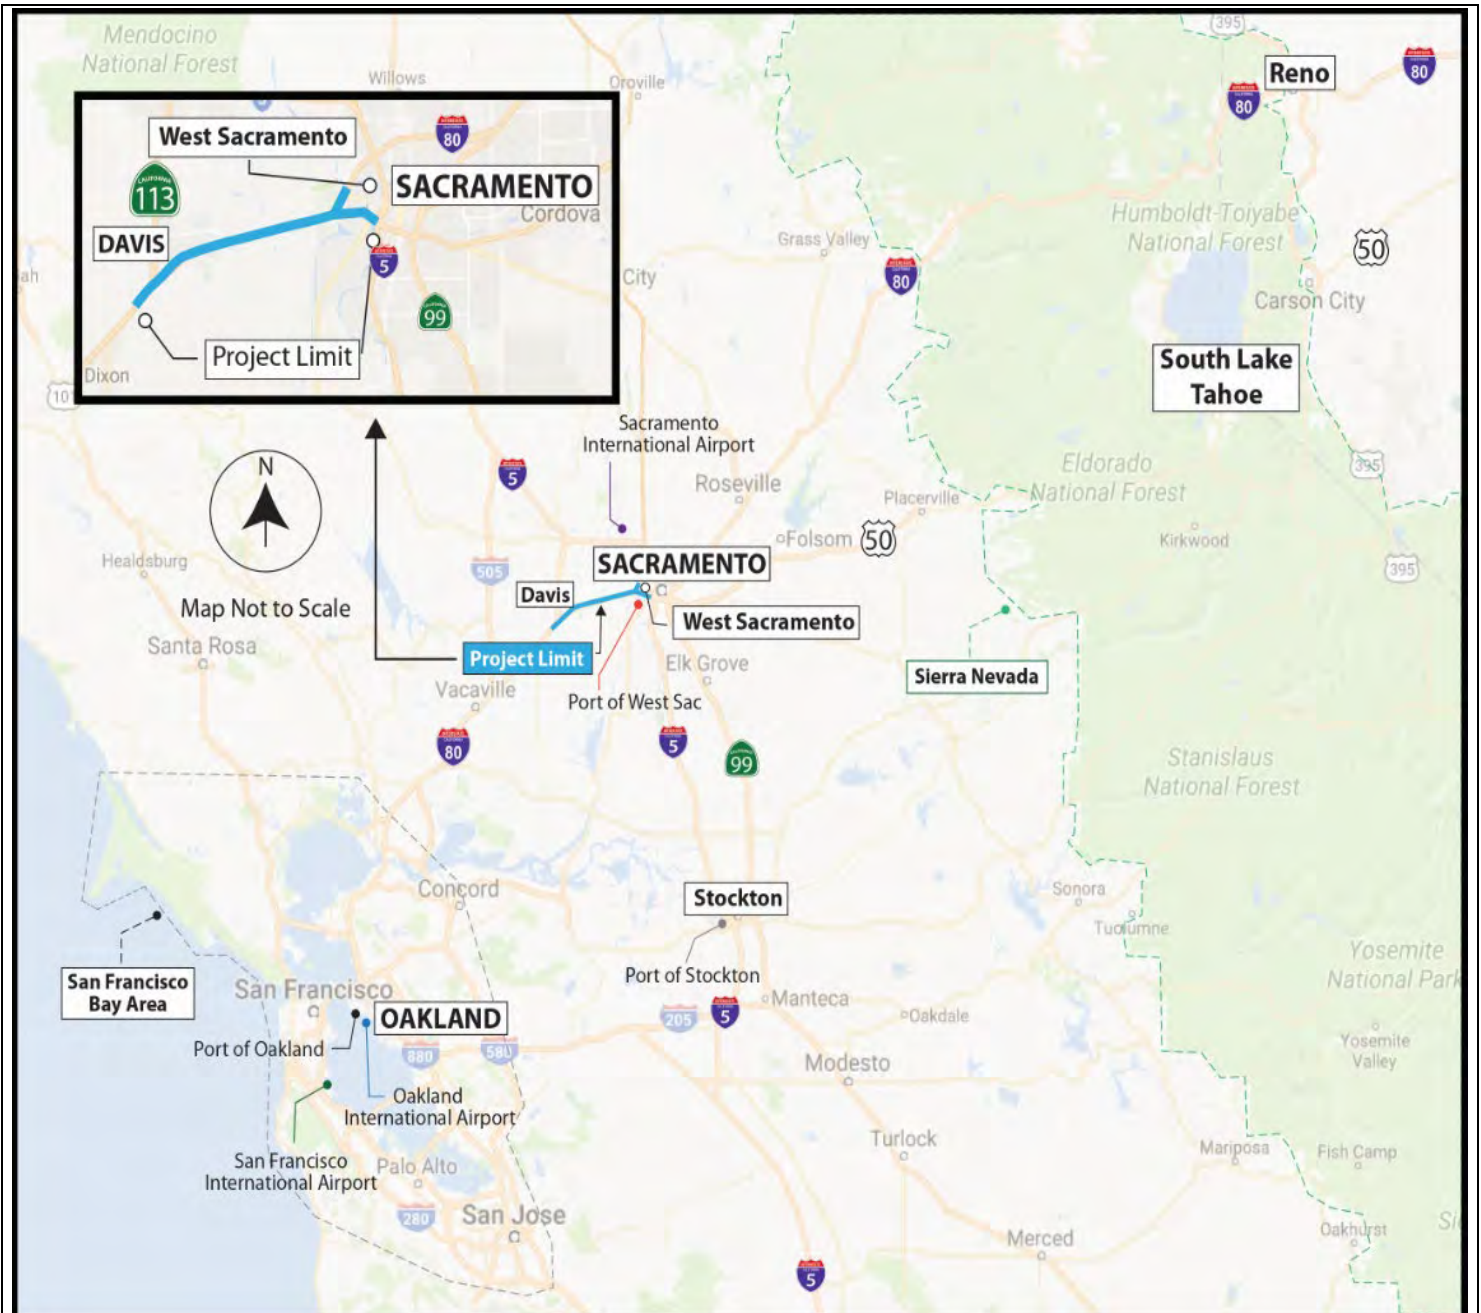 Mendocino
National Forest
Willows
Oroville
395
Reno
80
80
West Sacramento
80
CALIFORNIA
113
SACRAMENTO
Cordova
DAVIS
5
CALIFORNIA
99
Project Limit
Dixon
101
ah
City
Grass Valley
80
Humboldt-Toiyabe
National Forest
50
Carson City
South Lake
Tahoe
395
Sacramento
International Airport
5
Roseville
Placerville
Eldorado
National Forest
Kirkwood
395
N
Map Not to Scale
Healdsburg
Santa Rosa
505
Folsom
50
SACRAMENTO
Davis
West Sacramento
Project Limit
Elk Grove
Vacaville
Port of West Sac
Sierra Nevada
80
5
99
Stanislaus
National Forest
Concord
Stockton
Sonora
Tuolumne
Port of Stockton
San Francisco
Bay Area
San Francisco
OAKLAND
Port of Oakland
880
580
205
5
Manteca
Oakdale
Yosemite
National Park
Yosemite
Valley
Modesto
Oakland
International Airport
San Francisco
International Airport
Palo Alto
Turlock
Mariposa
Fish Camp
280
San Jose
Merced
Oakhurst
Si
5